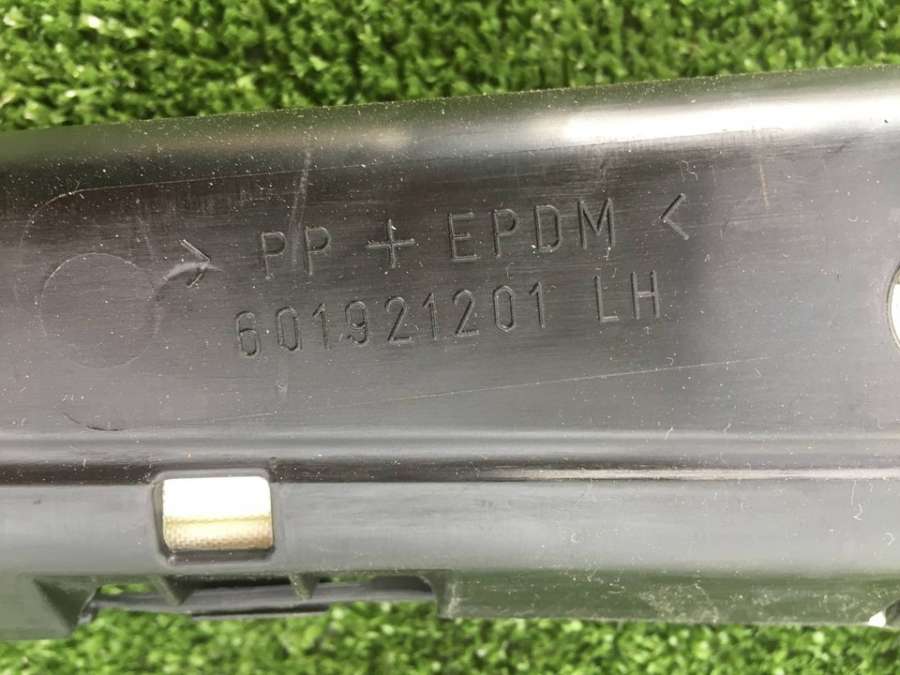 > PP + EPDM <
601921201 LH